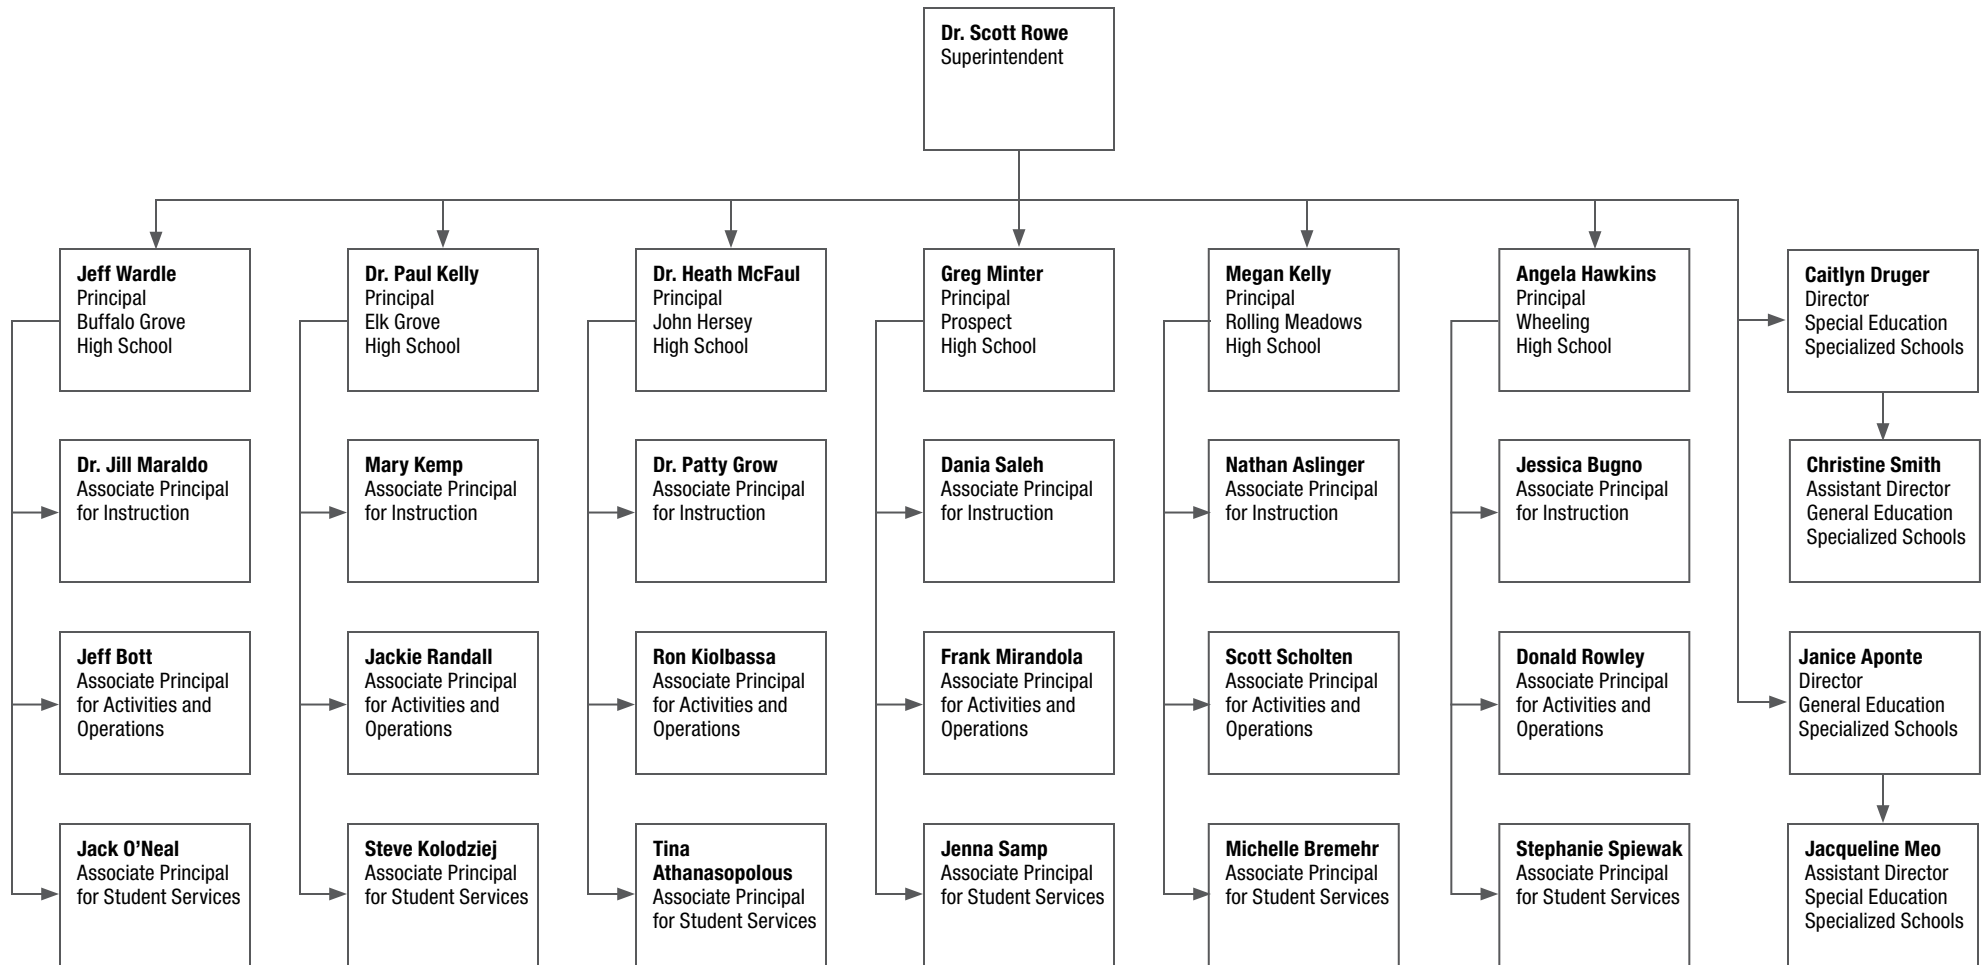 Dr. Scott Rowe
Superintendent
Jeff Wardle
Principal
Buffalo Grove
High School
Dr. Paul Kelly
Principal
Elk Grove
High School
Dr. Heath McFaul
Principal
John Hersey
High School
Greg Minter
Principal
Prospect
High School
Megan Kelly
Principal
Rolling Meadows
High School
Angela Hawkins
Principal
Wheeling
High School
Caitlyn Druger
Director
Special Education
Specialized Schools
Dr. Jill Maraldo
Associate Principal
for Instruction
Mary Kemp
Associate Principal
for Instruction
Dr. Patty Grow
Associate Principal
for Instruction
Dania Saleh
Associate Principal
for Instruction
Nathan Aslinger
Associate Principal
for Instruction
Jessica Bugno
Associate Principal
for Instruction
Christine Smith
Assistant Director
General Education
Specialized Schools
Jeff Bott
Associate Principal
for Activities and
Operations
Jackie Randall
Associate Principal
for Activities and
Operations
Ron Kiolbassa
Associate Principal
for Activities and
Operations
Frank Mirandola
Associate Principal
for Activities and
Operations
Scott Scholten
Associate Principal
for Activities and
Operations
Donald Rowley
Associate Principal
for Activities and
Operations
Janice Aponte
Director
General Education
Specialized Schools
Jack O’Neal
Associate Principal
for Student Services
Steve Kolodziej
Associate Principal
for Student Services
Tina
Athanasopolous
Associate Principal
for Student Services
Jenna Samp
Associate Principal
for Student Services
Michelle Bremehr
Associate Principal
for Student Services
Stephanie Spiewak
Associate Principal
for Student Services
Jacqueline Meo
Assistant Director
Special Education
Specialized Schools